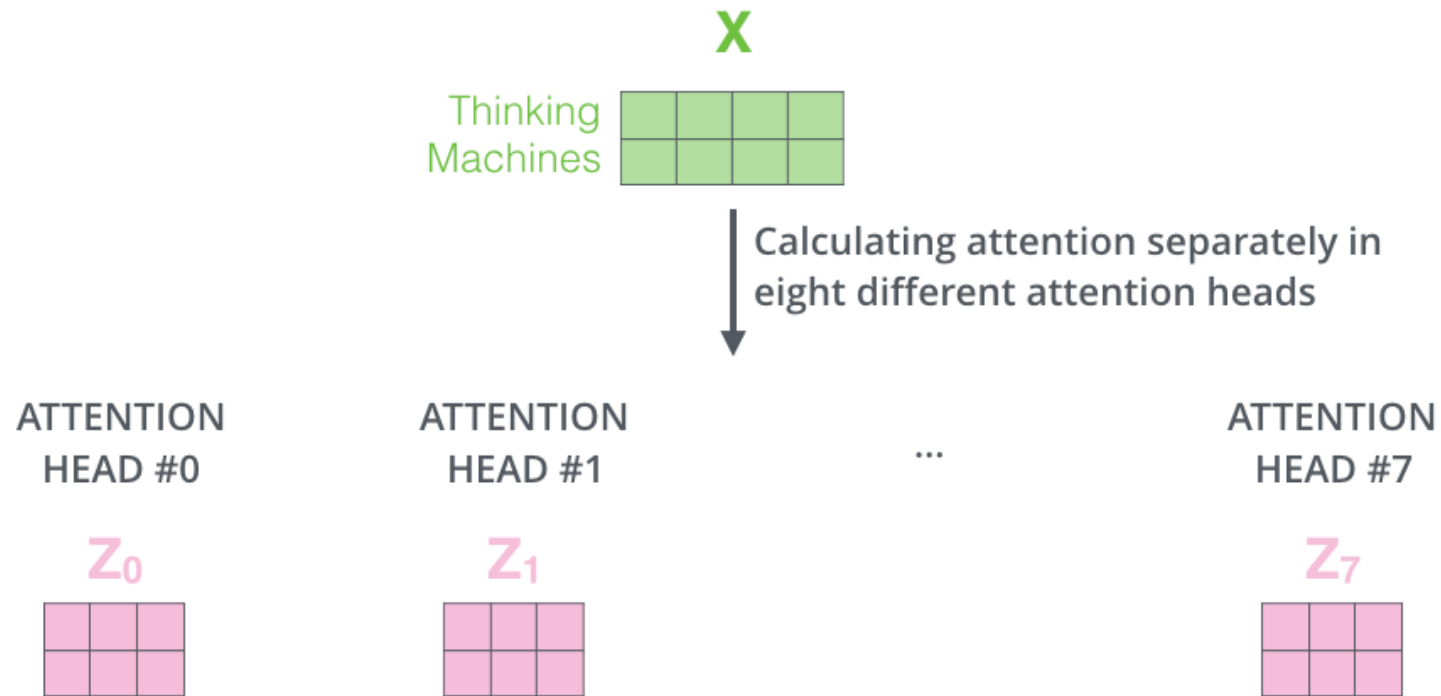 X
Thinking
Machines
Calculating attention separately in
eight different attention heads
ATTENTION
HEAD #0
ATTENTION
HEAD #1
...
ATTENTION
HEAD #7
Z0
Z1
Z7